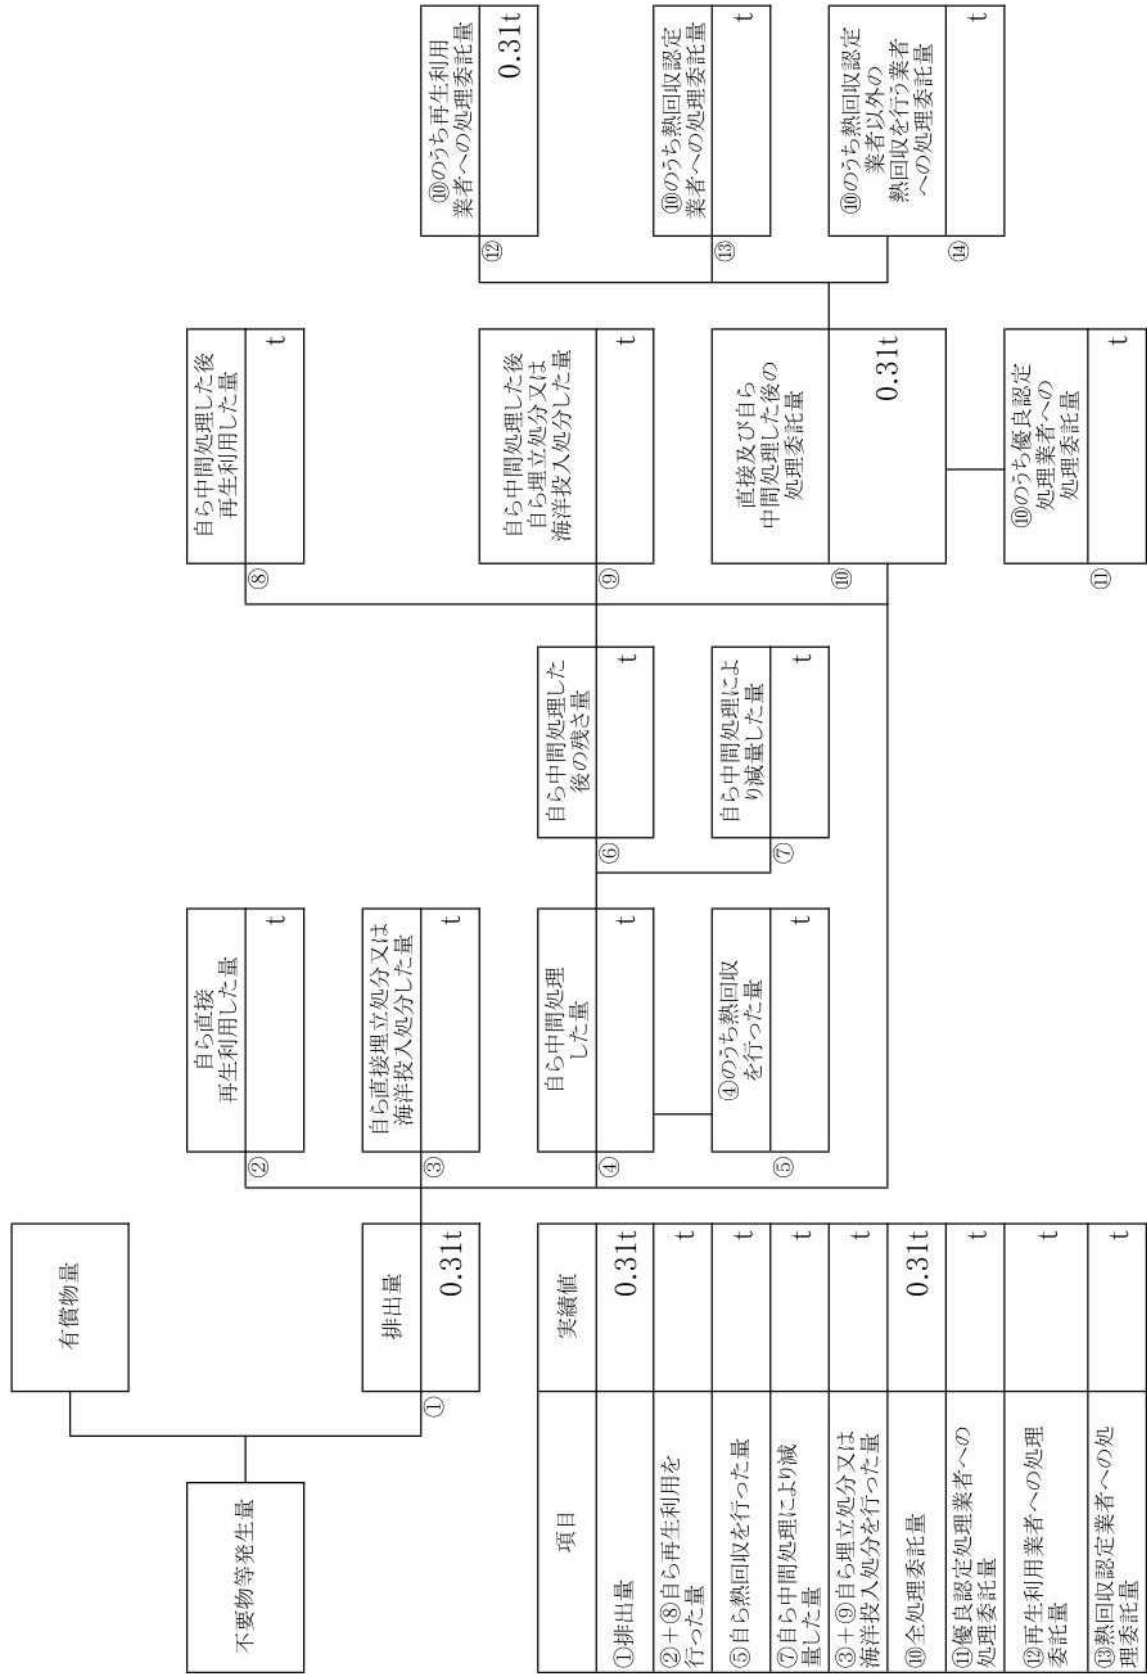 不要物等発生量
有償物量
排出量
①
0.31t
自ら直接
再生利用した量
②
t
自ら直接埋立処分又は
海洋投入処分した量
③
t
自ら中間処理
した量
④
t
④のうち熱回収
を行った量
⑤
t
自ら中間処理した
後の残さ量
⑥
t
自ら中間処理によ
り減量した量
⑦
t
自ら中間処理した後
再生利用した量
⑧
t
自ら中間処理した後
自ら埋立処分又は
海洋投入処分した量
⑨
t
直接及び自ら
中間処理した後の
処理委託量
⑩
0.31t
⑩のうち優良認定
処理業者への
処理委託量
⑪
t
⑩のうち再生利用
業者への処理委託量
⑫
0.31t
⑩のうち熱回収認定
業者への処理委託量
⑬
t
⑩のうち熱回収認定
業者以外の
熱回収を行う業者
への処理委託量
⑭
t
項目
実績値
①排出量
0.31t
②+⑧自ら再生利用を
行った量
t
⑤自ら熱回収を行った量
t
⑦自ら中間処理により減
量した量
t
③+⑨自ら埋立処分又は
海洋投入処分を行った量
t
⑩全処理委託量
0.31t
⑪優良認定処理業者への
処理委託量
t
⑫再生利用業者への処理
委託量
t
⑬熱回収認定業者への処
理委託量
t